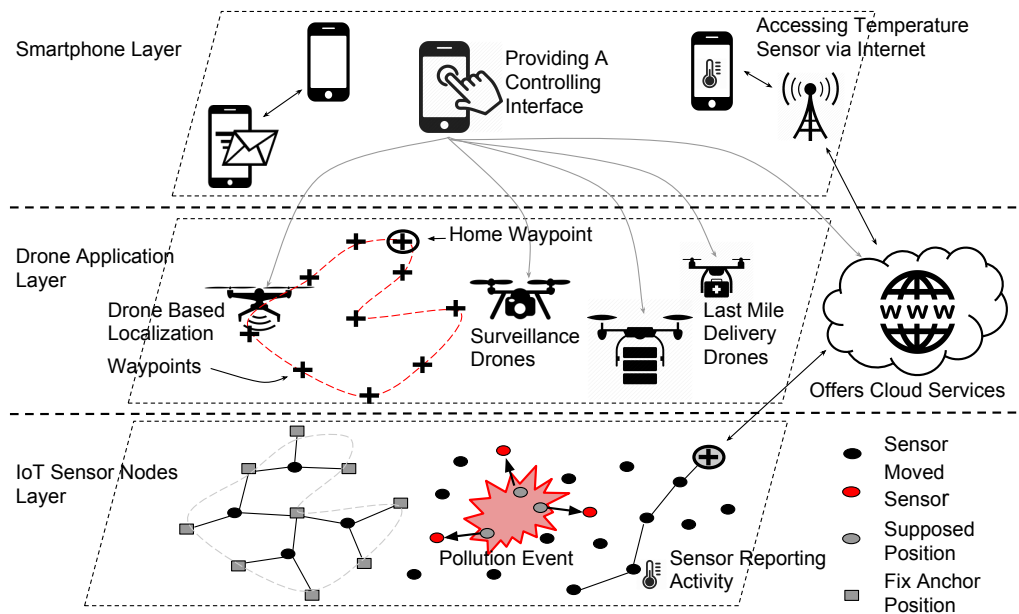 Smartphone Layer
Providing A
Controlling
Interface
Accessing Temperature
Sensor via Internet
Drone Application
Layer
Home Waypoint
Drone Based
Localization
Waypoints
Surveillance
Drones
Last Mile
Delivery
Drones
WWW
Offers Cloud Services
IoT Sensor Nodes
Layer
Pollution Event
Sensor Reporting
Activity
Sensor
Moved
Sensor
Supposed
Position
Fix Anchor
Position